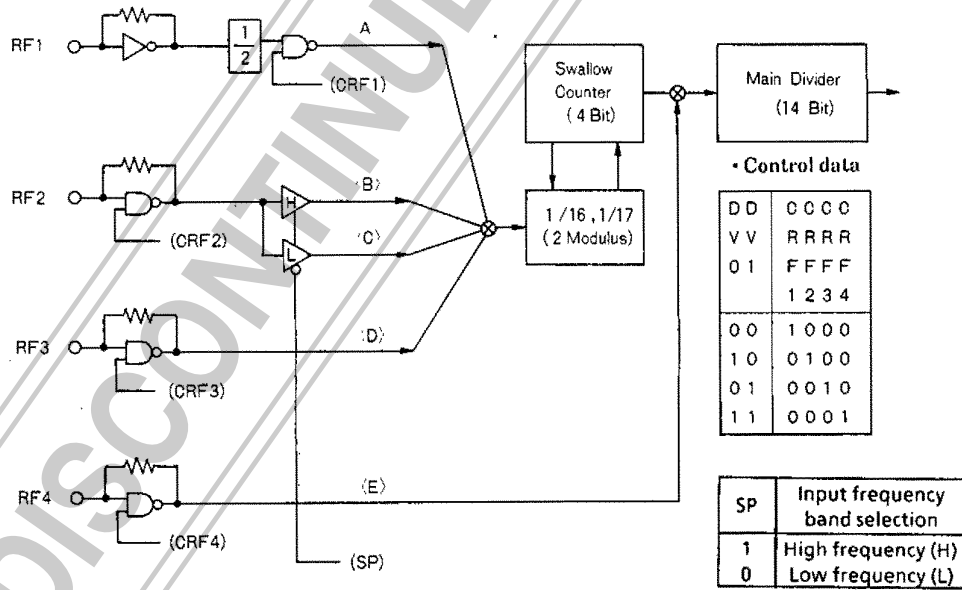 RF1
1
2
A
(CRF1)
Swallow
Counter
(4 Bit)
Main Divider
(14 Bit)
RF2
H
(B)
(CRF2)
L
(C)
1/16, 1/17
(2 Modulus)
RF3
(D)
(CRF3)
RF4
(E)
(CRF4)
(SP)
• Control data
D D C C C C
V V R R R R
0 1 F F F F
1 2 3 4
0 0 1 0 0 0
1 0 0 1 0 0
0 1 0 0 1 0
1 1 0 0 0 1
SP Input frequency
band selection
1 High frequency (H)
0 Low frequency (L)
DISCONTINUE